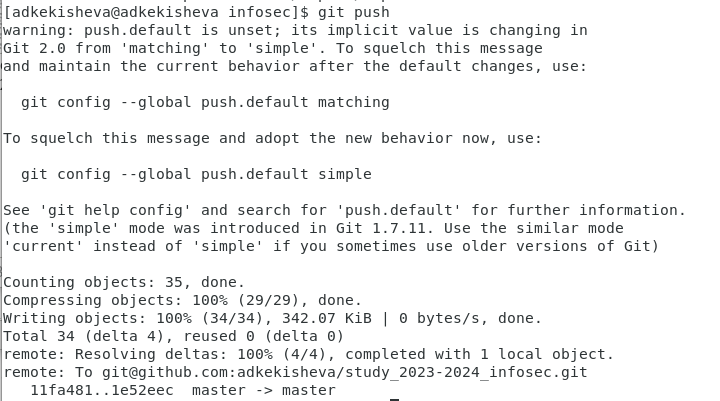 [adkekisheva@adkekisheva infosec]$ git push
warning: push.default is unset; its implicit value is changing in
Git 2.0 from 'matching' to 'simple'. To squelch this message
and maintain the current behavior after the default changes, use:
git config --global push.default matching
To squelch this message and adopt the new behavior now, use:
git config --global push.default simple
See 'git help config' and search for 'push.default' for further information.
(the 'simple' mode was introduced in Git 1.7.11. Use the similar mode
'current' instead of 'simple' if you sometimes use older versions of Git)
Counting objects: 35, done.
Compressing objects: 100% (29/29), done.
Writing objects: 100% (34/34), 342.07 KiB | 0 bytes/s, done.
Total 34 (delta 4), reused 0 (delta 0)
remote: Resolving deltas: 100% (4/4), completed with 1 local object.
remote: To git@github.com:adkekisheva/study_2023-2024_infosec.git
11fa481..1e52eec  master -> master